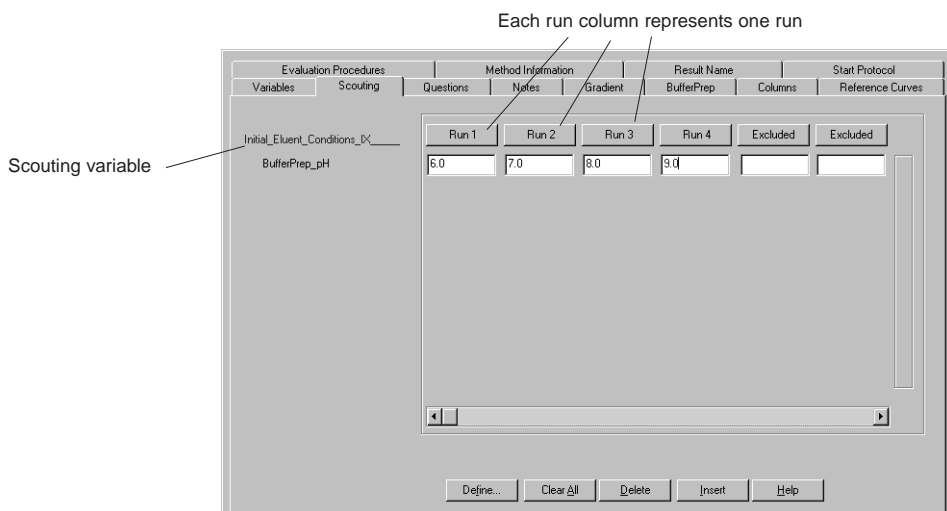 Each run column represents one run
Evaluation Procedures Method Information Result Name Start Protocol
Variables Scouting Questions Notes Gradient BufferPrep Columns Reference Curves
Run 1 Run 2 Run 3 Run 4 Excluded Excluded
Initial_Eluent_Conditions_IX____
Scouting variable
BufferPrep_pH 6.0 7.0 8.0 9.0
Define... Clear All Delete Insert Help